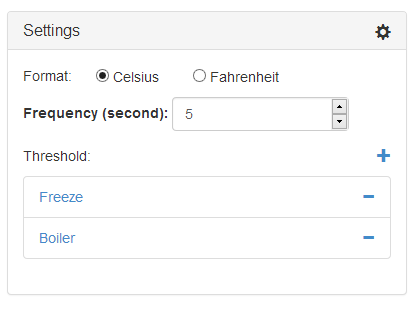 Settings
Format: Celsius Fahrenheit
Frequency (second): 5
Threshold:
Freeze
Boiler